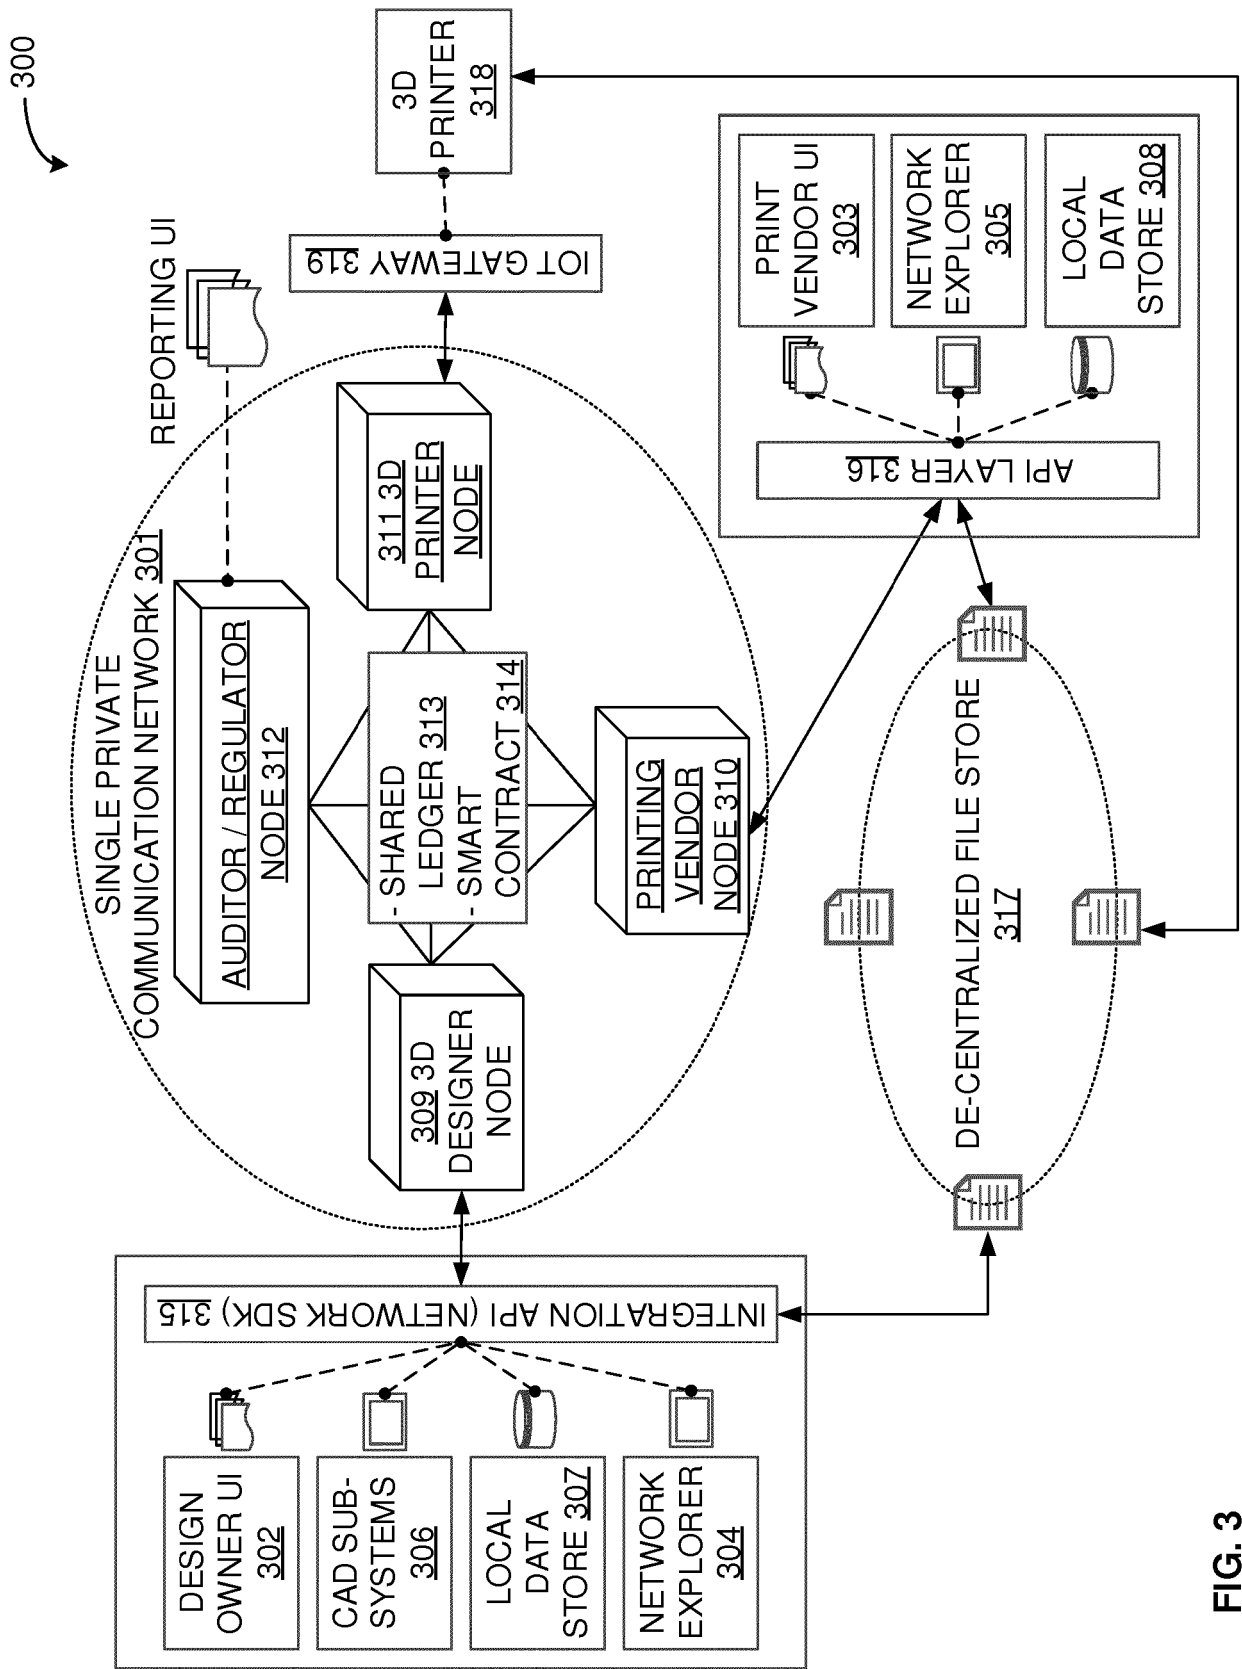 300
SINGLE PRIVATE
COMMUNICATION NETWORK 301
REPORTING UI
DESIGN
OWNER UI
302
CAD SUB-
SYSTEMS
306
LOCAL
DATA
STORE 307
NETWORK
EXPLORER
304
INTEGRATION API (NETWORK SDK) 315
AUDITOR / REGULATOR
NODE 312
309 3D
DESIGNER
NODE
- SHARED
LEDGER 313
- SMART
CONTRACT 314
311 3D
PRINTER
NODE
PRINTING
VENDOR
NODE 310
IOT GATEWAY 319
3D
PRINTER
318
DE-CENTRALIZED FILE STORE
317
API LAYER 316
PRINT
VENDOR UI
303
NETWORK
EXPLORER
305
LOCAL
DATA
STORE 308
FIG. 3